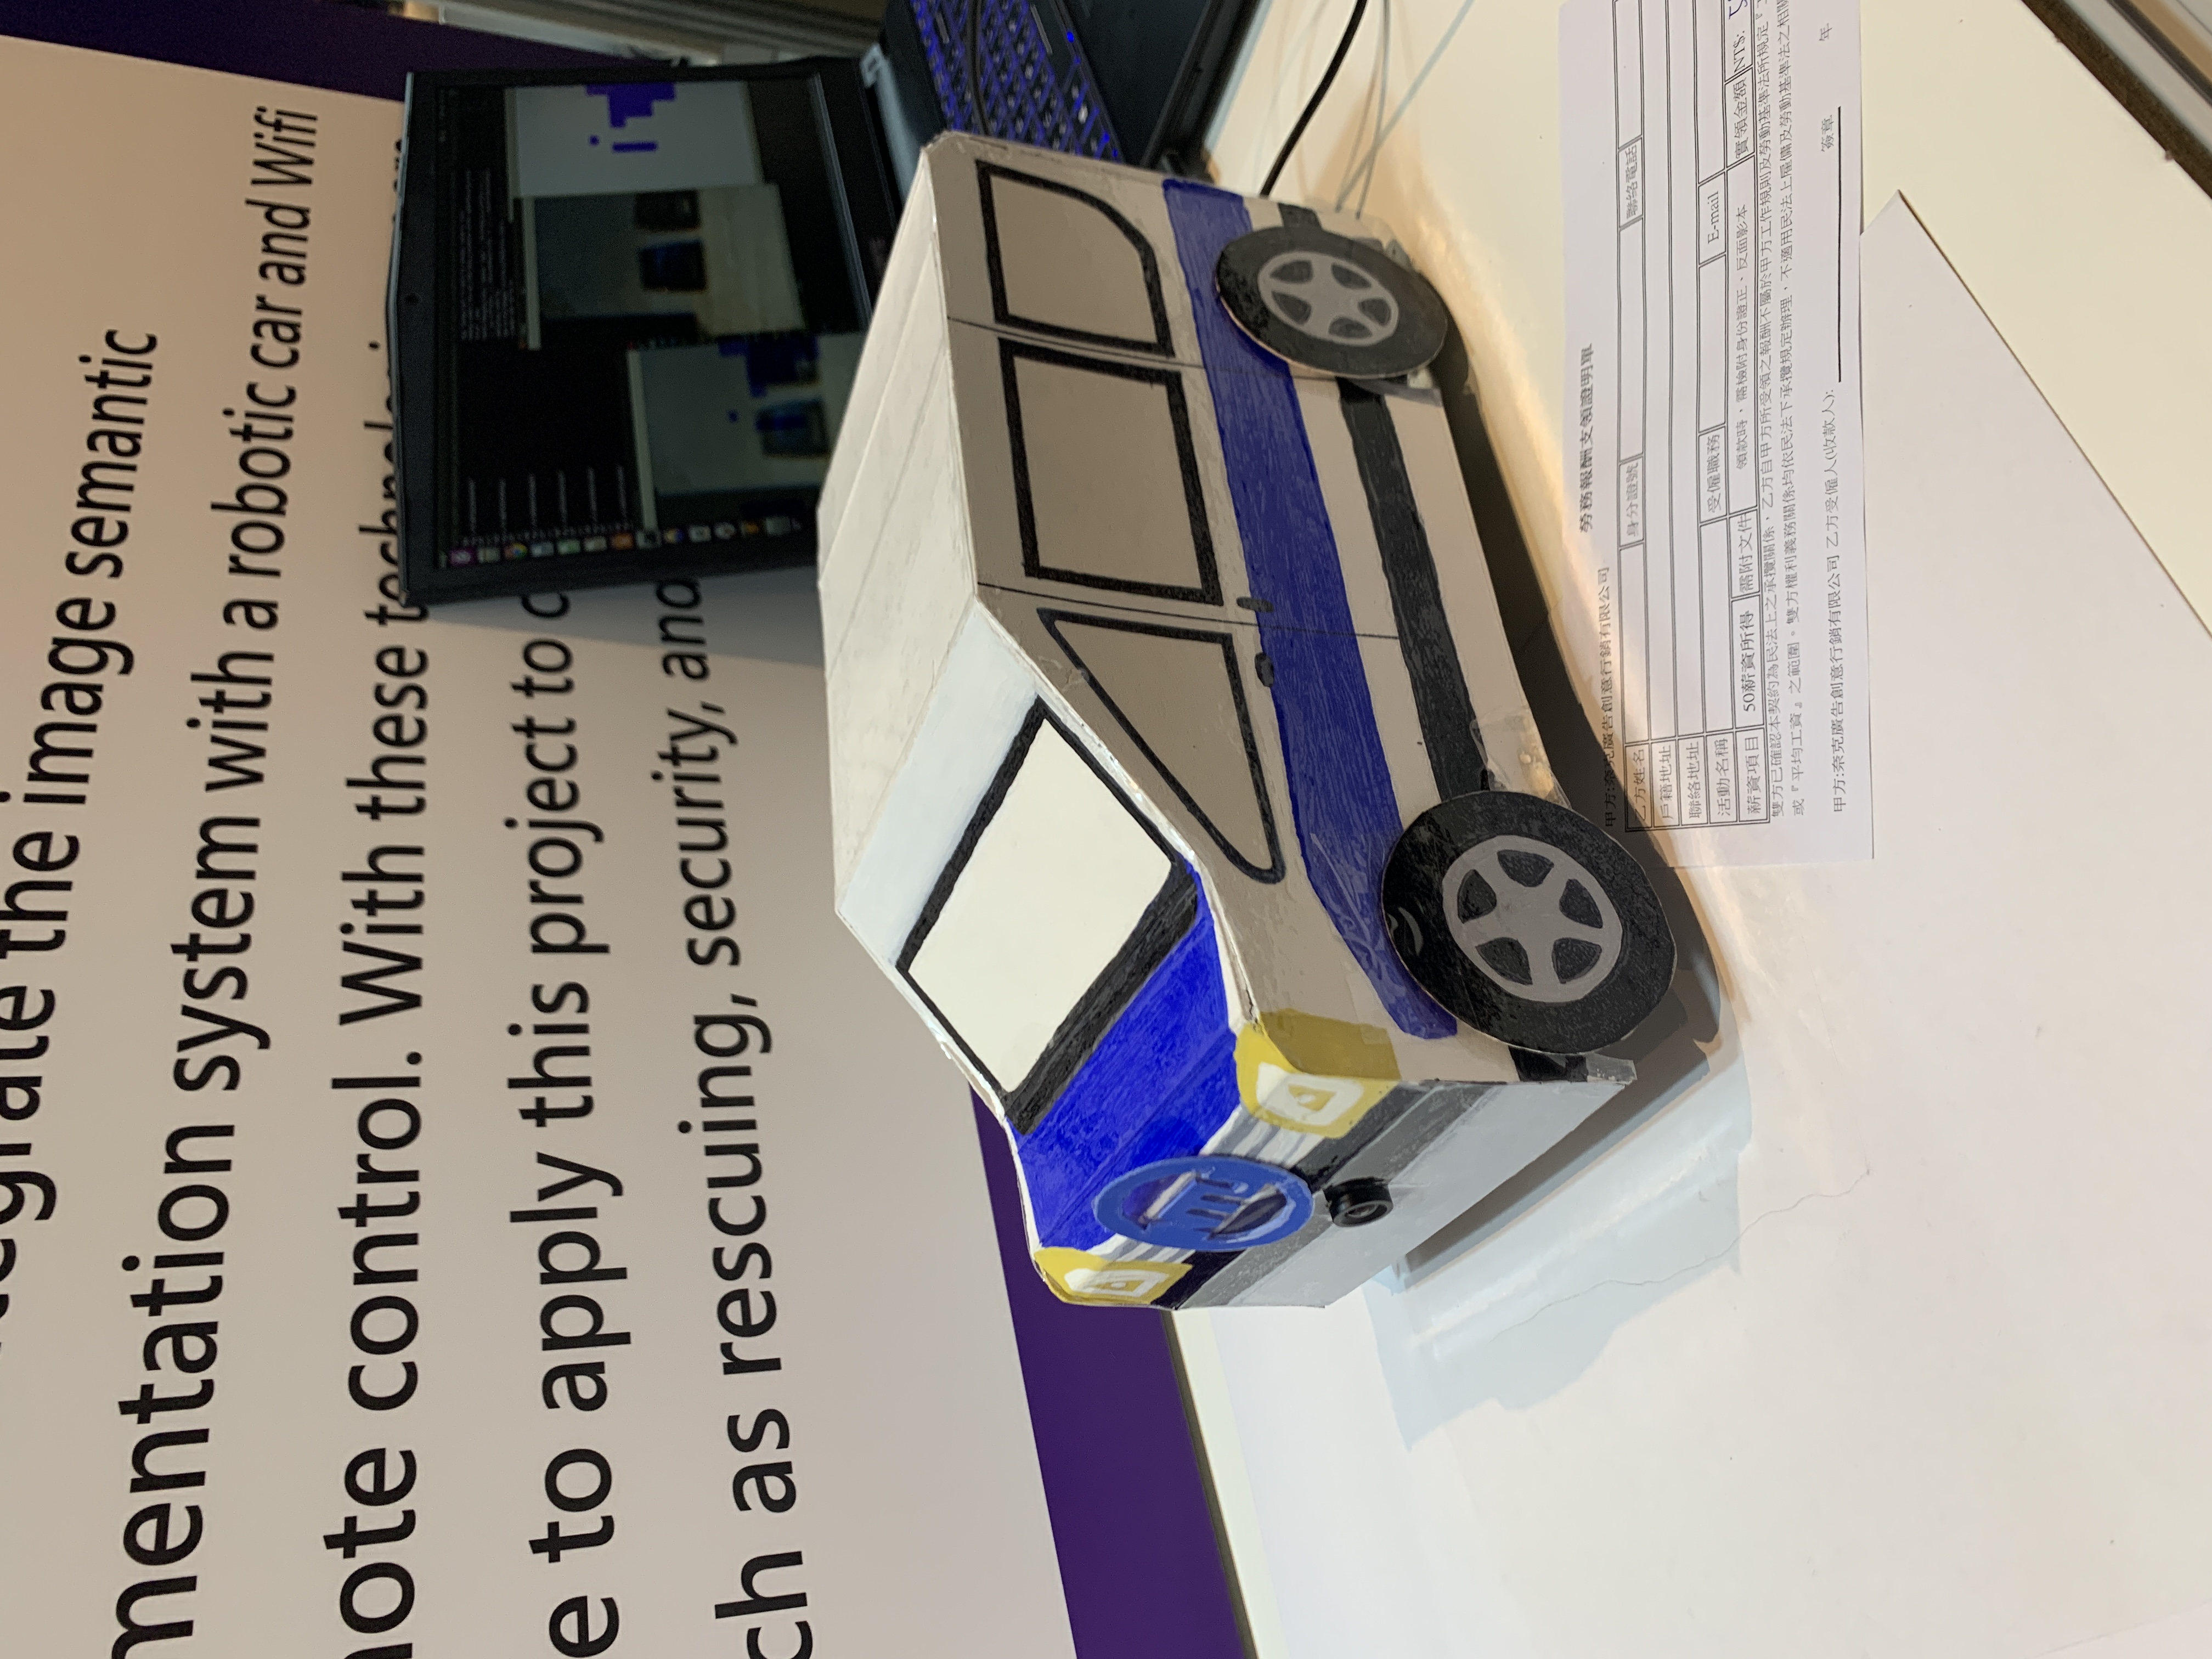 integrate the image semantic
mentation system with a robotic car and Wifi
mote control. With these
e to apply this project to
ch as rescuing, security, and
勞務報酬支領證明單
甲方:奈克廣告創意行銷有限公司
乙方姓名 身分證號 聯絡電話
戶籍地址
聯絡地址
活動名稱 受僱職務 E-mail
薪資項目 50薪資所得 需附文件 領款時，需檢附身份證正、反面影本 實領金額 NT$:
雙方已確認本契約為民法上之承攬關係，乙方自甲方所受領之報酬不屬於甲方工作規則及勞動基準法所規定『
或『平均工資』之範圍。雙方權利義務關係均依民法下承攬規定辦理，不適用民法上雇傭及勞動基準法之相關
甲方:奈克廣告創意行銷有限公司 乙方受僱人(收款人): 簽章 年